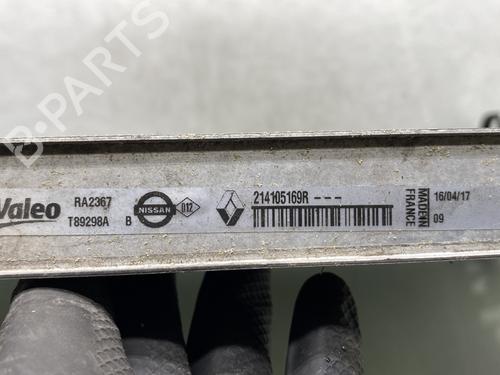 B-PARTS
Valeo
RA2367
T89298A
B
NISSAN
012
214105169R---
MADE IN
FRANCE
16/04/17
09